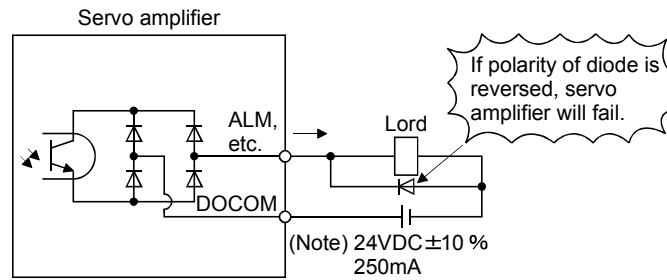 Servo amplifier
If polarity of diode is
reversed, servo
amplifier will fail.
ALM,
etc.
Lord
DOCOM
(Note) 24VDC±10 %
250mA